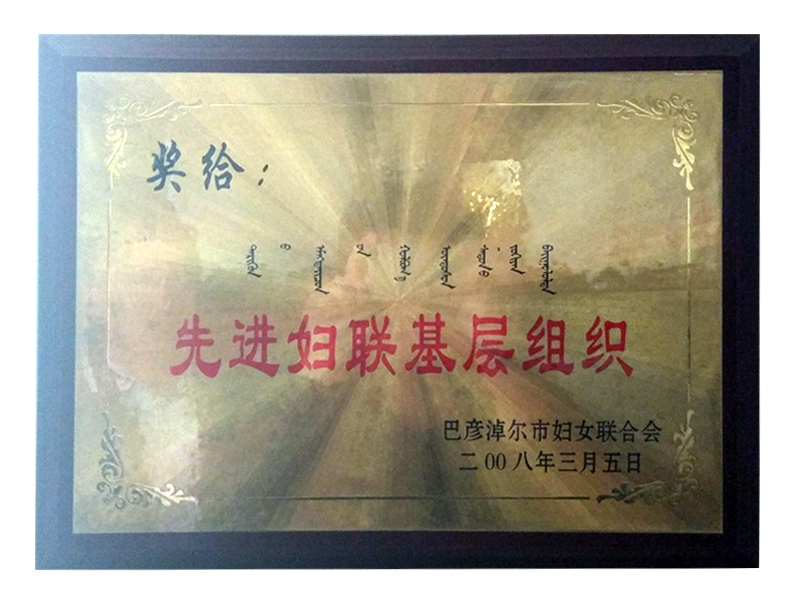 奖给：
先进妇联基层组织
巴彦淖尔市妇女联合会
二00八年三月五日